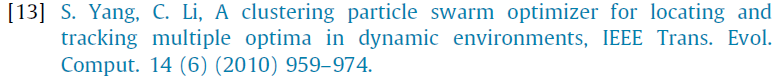 [13] S. Yang, C. Li, A clustering particle swarm optimizer for locating and
tracking multiple optima in dynamic environments, IEEE Trans. Evol.
Comput. 14 (6) (2010) 959–974.